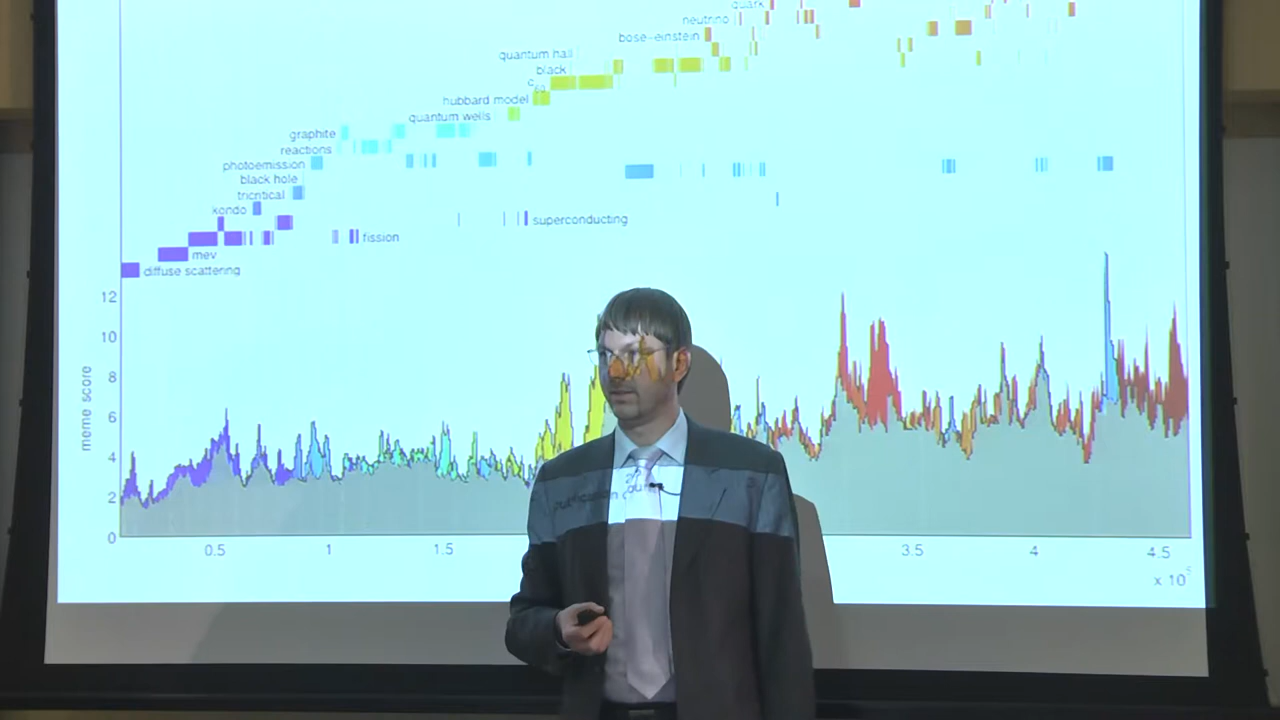 quark
neutrino
bose-einstein
quantum hall
black
c60
hubbard model
quantum wells
graphite
reactions
photoemission
black hole
tricritical
kondo
superconducting
fission
mev
diffuse scattering
12
10
8
6
4
2
0
meme score
0.5
1
1.5
3.5
4
4.5
x 10